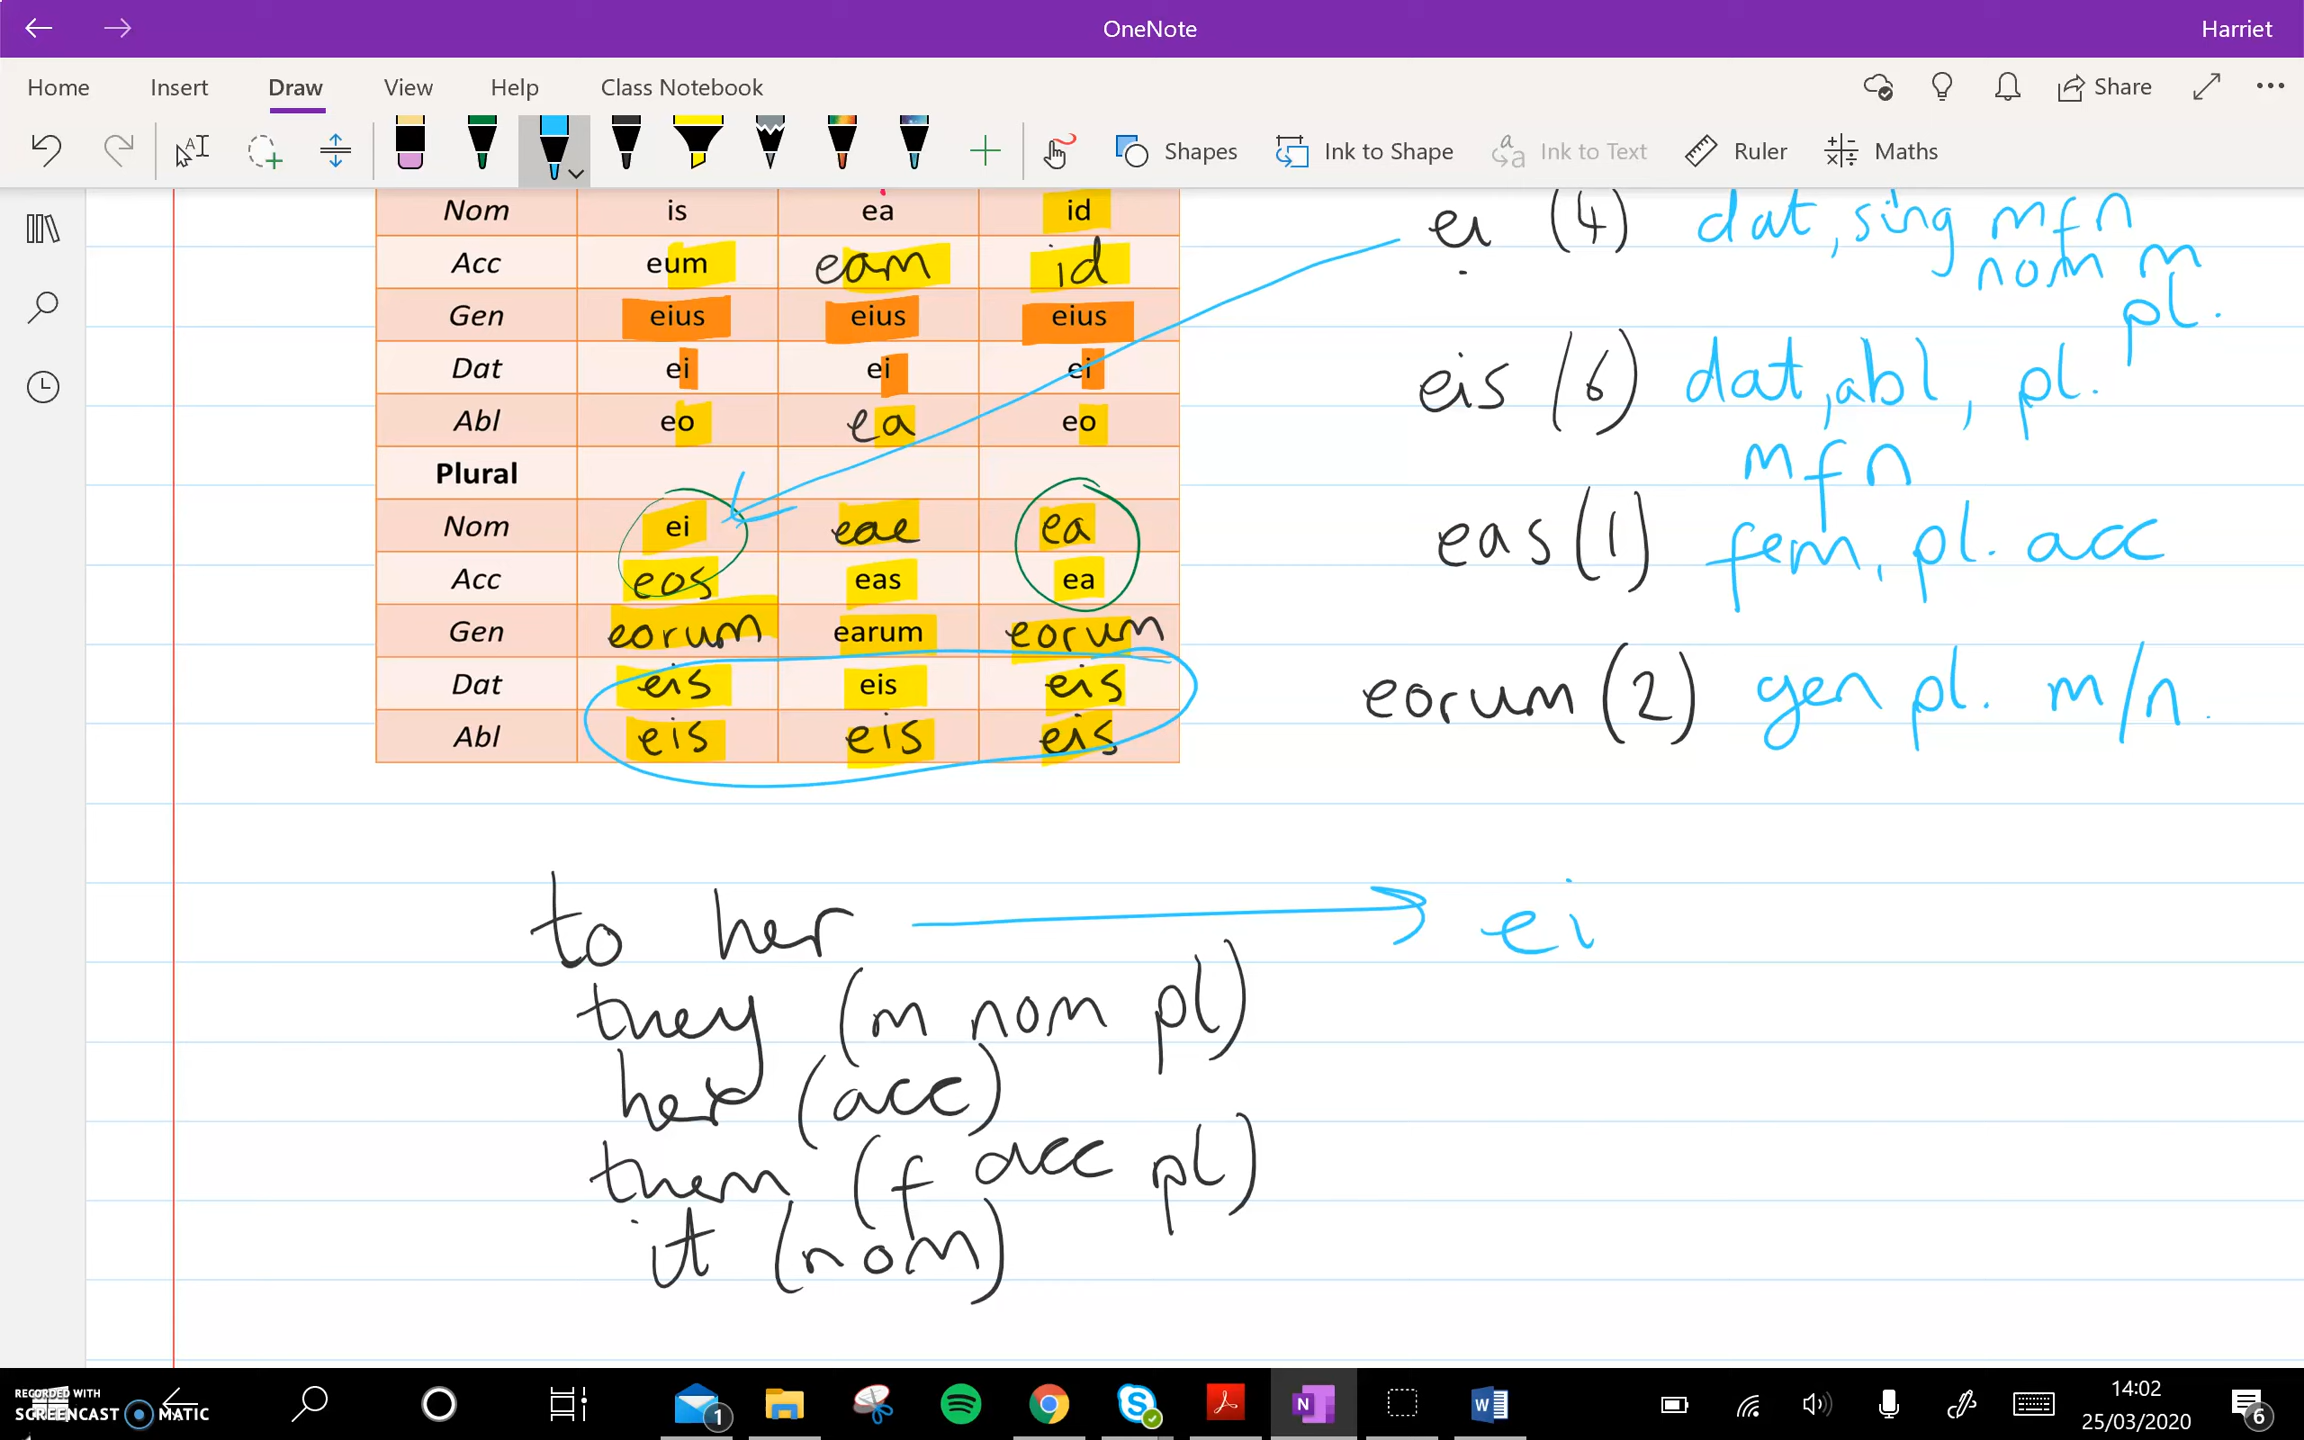 OneNote
Harriet
Home Insert Draw View Help Class Notebook Share
Shapes Ink to Shape Ink to Text Ruler Maths
Nom is ea id
Acc eum eam id
Gen eius eius eius
Dat ei ei ei
Abl eo ea eo
Plural
Nom ei eae ea
Acc eos eas ea
Gen eorum earum eorum
Dat eis eis eis
Abl eis eis eis
ei (4) dat, sing m f n
nom m
pl.
eis (6) dat, abl, pl.
m f n
eas (1) fem, pl. acc
eorum (2) gen pl. m/n.
to her ei
they (m nom pl)
her (acc)
them (f acc pl)
it (nom)
RECORDED WITH
SCREENCAST MATIC
1
14:02
25/03/2020
6